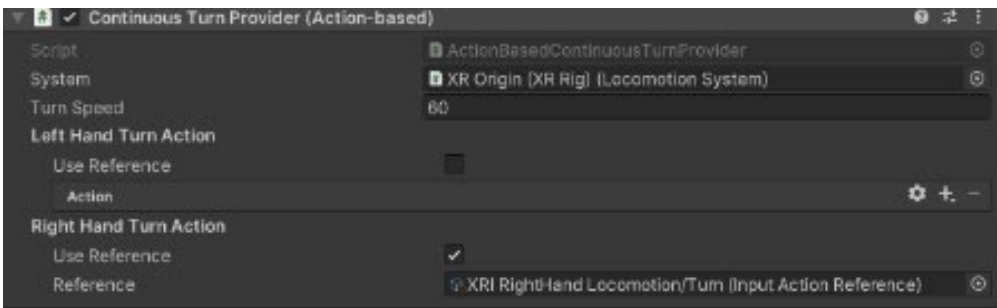 Continuous Turn Provider (Action-based)
Script ActionBasedContinuousTurnProvider
System XR Origin (XR Rig) (Locomotion System)
Turn Speed 60
Left Hand Turn Action
Use Reference
Action
Right Hand Turn Action
Use Reference
Reference XRI RightHand Locomotion/Turn (Input Action Reference)